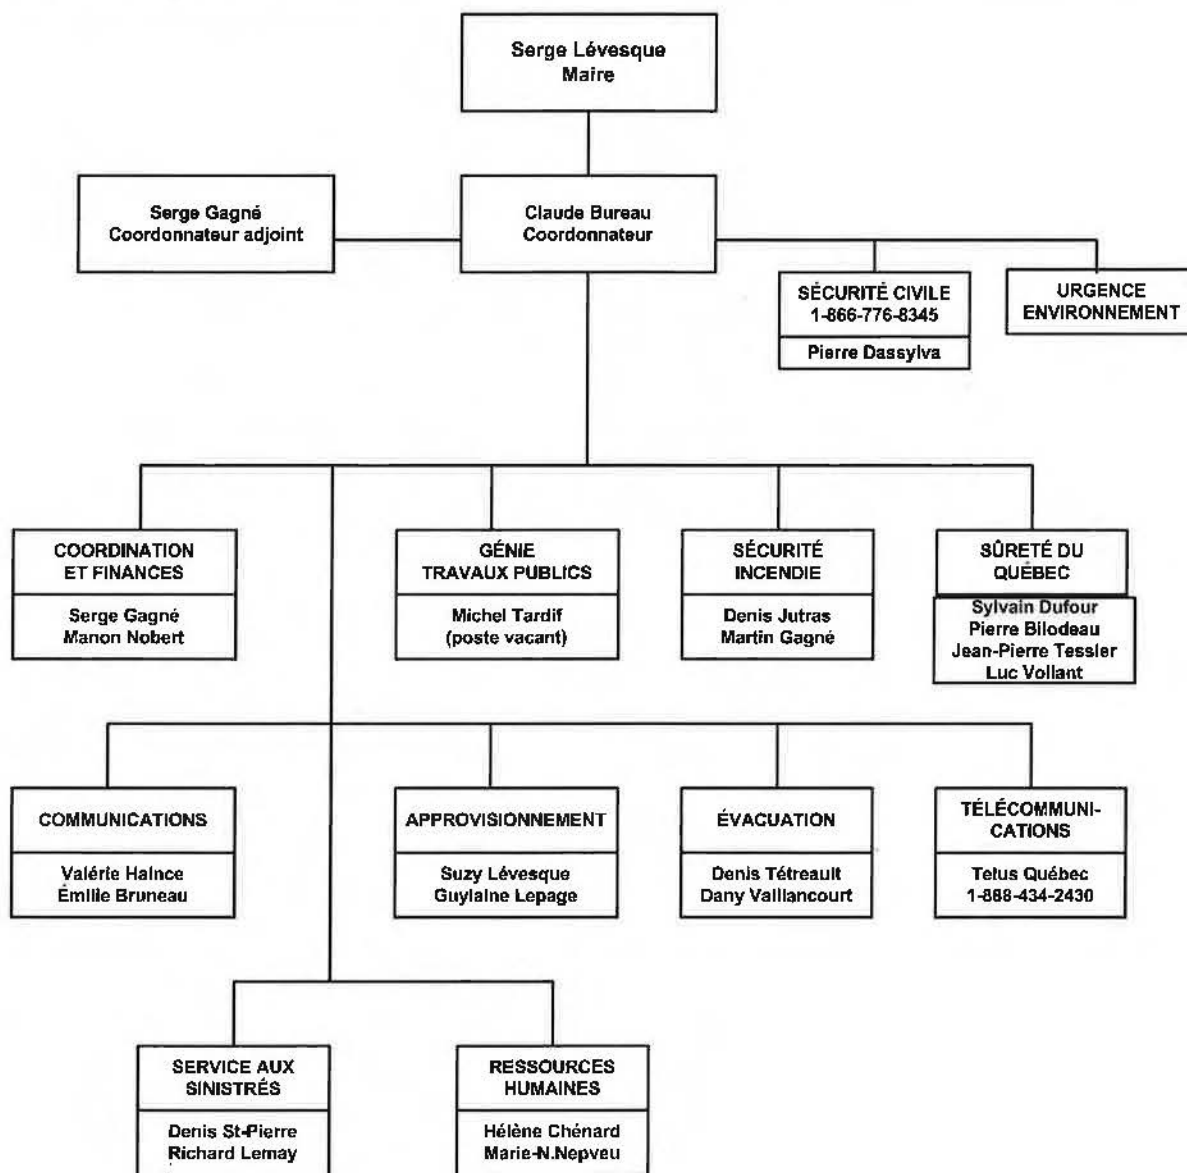 Serge Lévesque
Maire
Serge Gagné
Coordonnateur adjoint
Claude Bureau
Coordonnateur
SÉCURITÉ CIVILE
1-866-776-8345
Pierre Dassylva
URGENCE
ENVIRONNEMENT
COORDINATION
ET FINANCES
Serge Gagné
Manon Nobert
GÉNIE
TRAVAUX PUBLICS
Michel Tardif
(poste vacant)
SÉCURITÉ
INCENDIE
Denis Jutras
Martin Gagné
SÛRETÉ DU
QUÉBEC
Sylvain Dufour
Pierre Bilodeau
Jean-Pierre Tessier
Luc Vollant
COMMUNICATIONS
Valérie Haince
Émilie Bruneau
APPROVISIONNEMENT
Suzy Lévesque
Guylaine Lepage
ÉVACUATION
Denis Tétreault
Dany Vaillancourt
TÉLÉCOMMUNI-
CATIONS
Telus Québec
1-888-434-2430
SERVICE AUX
SINISTRÉS
Denis St-Pierre
Richard Lemay
RESSOURCES
HUMAINES
Hélène Chénard
Marie-N.Nepveu